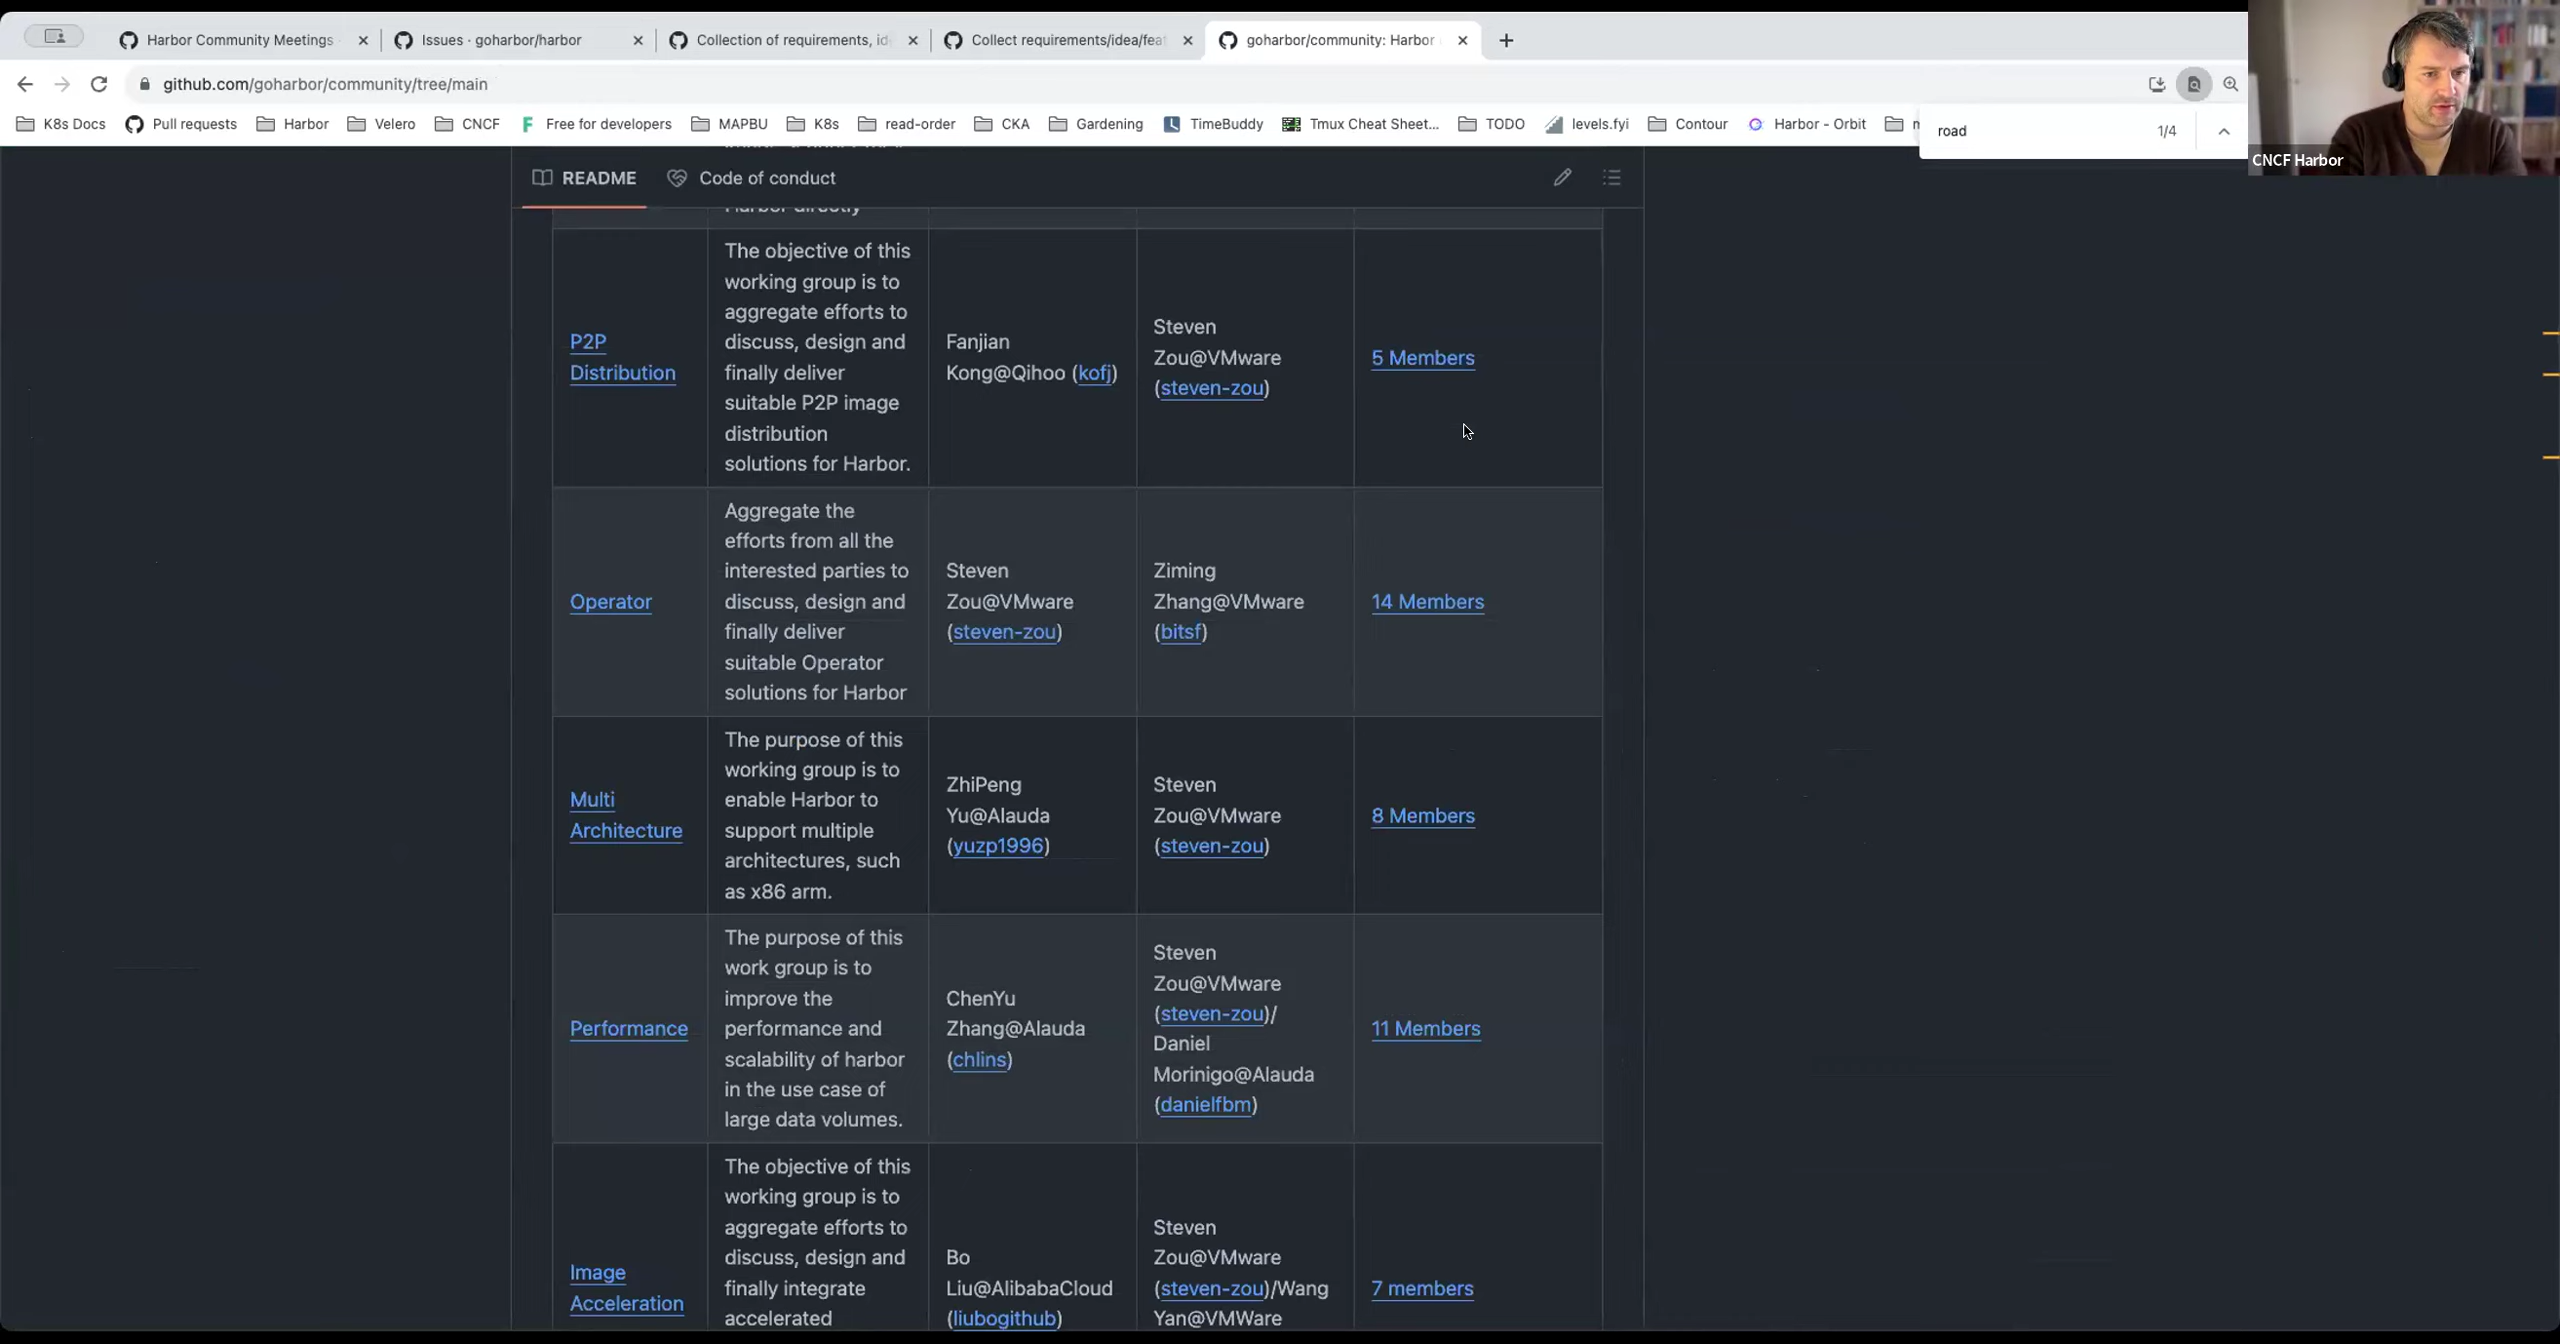 Harbor Community Meetings
Issues · goharbor/harbor
Collection of requirements, id
Collect requirements/idea/fea
goharbor/community: Harbor
github.com/goharbor/community/tree/main
K8s Docs
Pull requests
Harbor
Velero
CNCF
Free for developers
MAPBU
K8s
read-order
CKA
Gardening
TimeBuddy
Tmux Cheat Sheet...
TODO
levels.fyi
Contour
Harbor - Orbit
road
1/4
CNCF Harbor
README
Code of conduct
Harbor directly
P2P
Distribution
The objective of this
working group is to
aggregate efforts to
discuss, design and
finally deliver
suitable P2P image
distribution
solutions for Harbor.
Fanjian
Kong@Qihoo (kofj)
Steven
Zou@VMware
(steven-zou)
5 Members
Operator
Aggregate the
efforts from all the
interested parties to
discuss, design and
finally deliver
suitable Operator
solutions for Harbor
Steven
Zou@VMware
(steven-zou)
Ziming
Zhang@VMware
(bitsf)
14 Members
Multi
Architecture
The purpose of this
working group is to
enable Harbor to
support multiple
architectures, such
as x86 arm.
ZhiPeng
Yu@Alauda
(yuzp1996)
Steven
Zou@VMware
(steven-zou)
8 Members
Performance
The purpose of this
work group is to
improve the
performance and
scalability of harbor
in the use case of
large data volumes.
ChenYu
Zhang@Alauda
(chlins)
Steven
Zou@VMware
(steven-zou)/
Daniel
Morinigo@Alauda
(danielfbm)
11 Members
Image
Acceleration
The objective of this
working group is to
aggregate efforts to
discuss, design and
finally integrate
accelerated
Bo
Liu@AlibabaCloud
(liubogithub)
Steven
Zou@VMware
(steven-zou)/Wang
Yan@VMWare
7 members